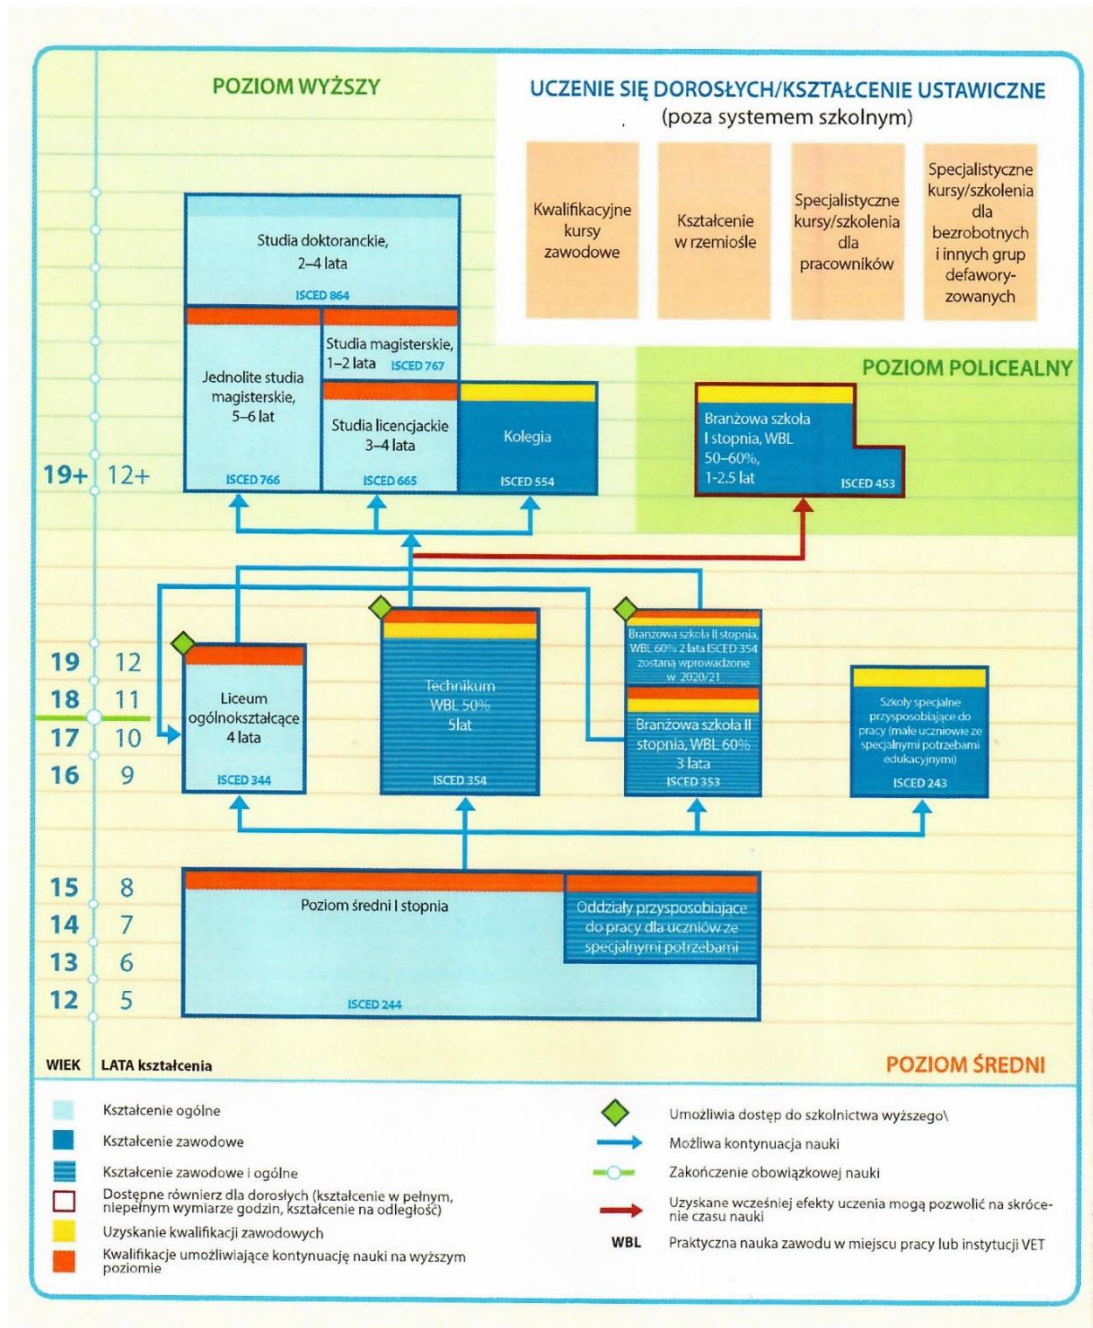 POZIOM WYŻSZY
UCZENIE SIĘ DOROSŁYCH/KSZTAŁCENIE USTAWICZNE
(poza systemem szkolnym)
Kwalifikacyjne
kursy
zawodowe
Kształcenie
w rzemiośle
Specjalistyczne
kursy/szkolenia
dla
pracowników
Specjalistyczne
kursy/szkolenia
dla
bezrobotnych
i innych grup
defawory-
zowanych
Studia doktoranckie,
2–4 lata
ISCED 864
Jednolite studia
magisterskie,
5–6 lat
ISCED 766
Studia magisterskie,
1–2 lata ISCED 767
Studia licencjackie
3–4 lata
ISCED 665
Kolegia
ISCED 554
POZIOM POLICEALNY
Branżowa szkoła
I stopnia, WBL
50–60%,
1-2.5 lat
ISCED 453
19+ 12+
19 12
18 11
17 10
16 9
Liceum
ogólnokształcące
4 lata
ISCED 344
Technikum
WBL 50%
5lat
ISCED 354
Branżowa szkoła II stopnia,
WBL 60% 2 lata ISCED 354
zostaną wprowadzone
w 2020/21
Branżowa szkoła II
stopnia, WBL 60%
3 lata
ISCED 353
Szkoły specjalne
przysposobiające do
pracy (małe uczniowie ze
specjalnymi potrzebami
edukacyjnymi)
ISCED 243
15 8
14 7
13 6
12 5
Poziom średni I stopnia
ISCED 244
Oddziały przysposobiające
do pracy dla uczniów ze
specjalnymi potrzebami
WIEK LATA kształcenia
POZIOM ŚREDNI
Kształcenie ogólne
Kształcenie zawodowe
Kształcenie zawodowe i ogólne
Dostępne równierz dla dorosłych (kształcenie w pełnym,
niepełnym wymiarze godzin, kształcenie na odległość)
Uzyskanie kwalifikacji zawodowych
Kwalifikacje umożliwiające kontynuację nauki na wyższym
poziomie
Umożliwia dostęp do szkolnictwa wyższego\
Możliwa kontynuacja nauki
Zakończenie obowiązkowej nauki
Uzyskane wcześniej efekty uczenia mogą pozwolić na skróce-
nie czasu nauki
WBL Praktyczna nauka zawodu w miejscu pracy lub instytucji VET